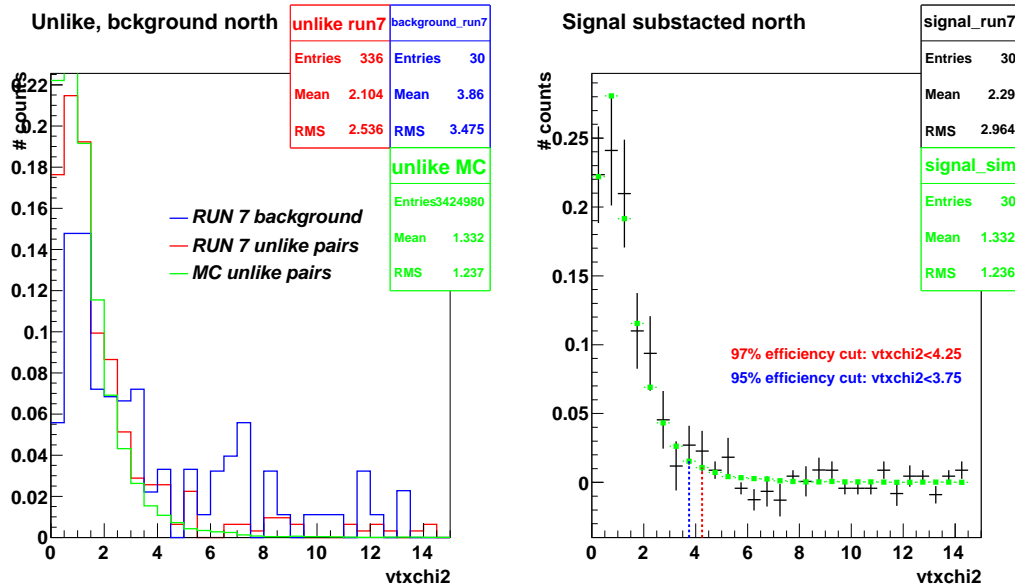 Unlike, bckground north
unlike run7
Entries 336
Mean 2.104
RMS 2.536
background_run7
Entries 30
Mean 3.86
RMS 3.475
unlike MC
Entries3424980
Mean 1.332
RMS 1.237
# counts
0.22
0.2
0.18
0.16
0.14
0.12
0.1
0.08
0.06
0.04
0.02
0
RUN 7 background
RUN 7 unlike pairs
MC unlike pairs
0 2 4 6 8 10 12 14
vtxchi2
Signal substacted north
signal_run7
Entries 30
Mean 2.29
RMS 2.964
signal_sim
Entries 30
Mean 1.332
RMS 1.236
# counts
0.25
0.2
0.15
0.1
0.05
0
97% efficiency cut: vtxchi2<4.25
95% efficiency cut: vtxchi2<3.75
0 2 4 6 8 10 12 14
vtxchi2